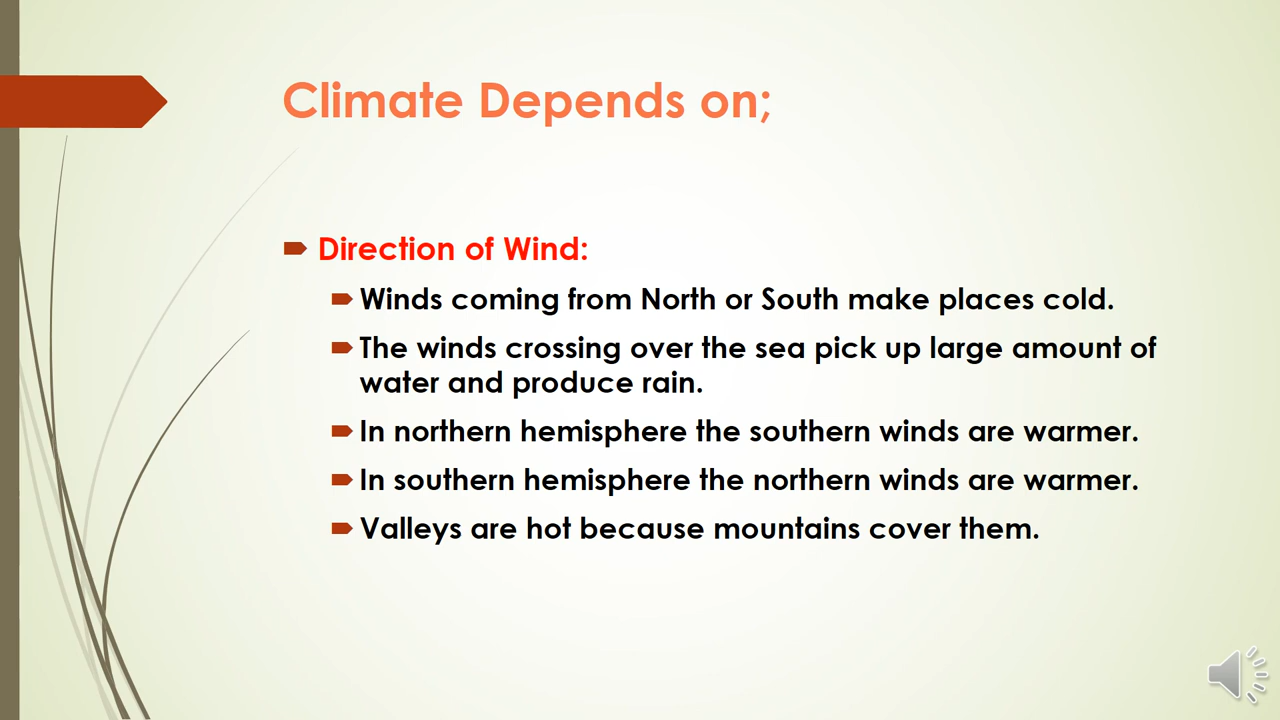 Climate Depends on;
Direction of Wind:
Winds coming from North or South make places cold.
The winds crossing over the sea pick up large amount of
water and produce rain.
In northern hemisphere the southern winds are warmer.
In southern hemisphere the northern winds are warmer.
Valleys are hot because mountains cover them.